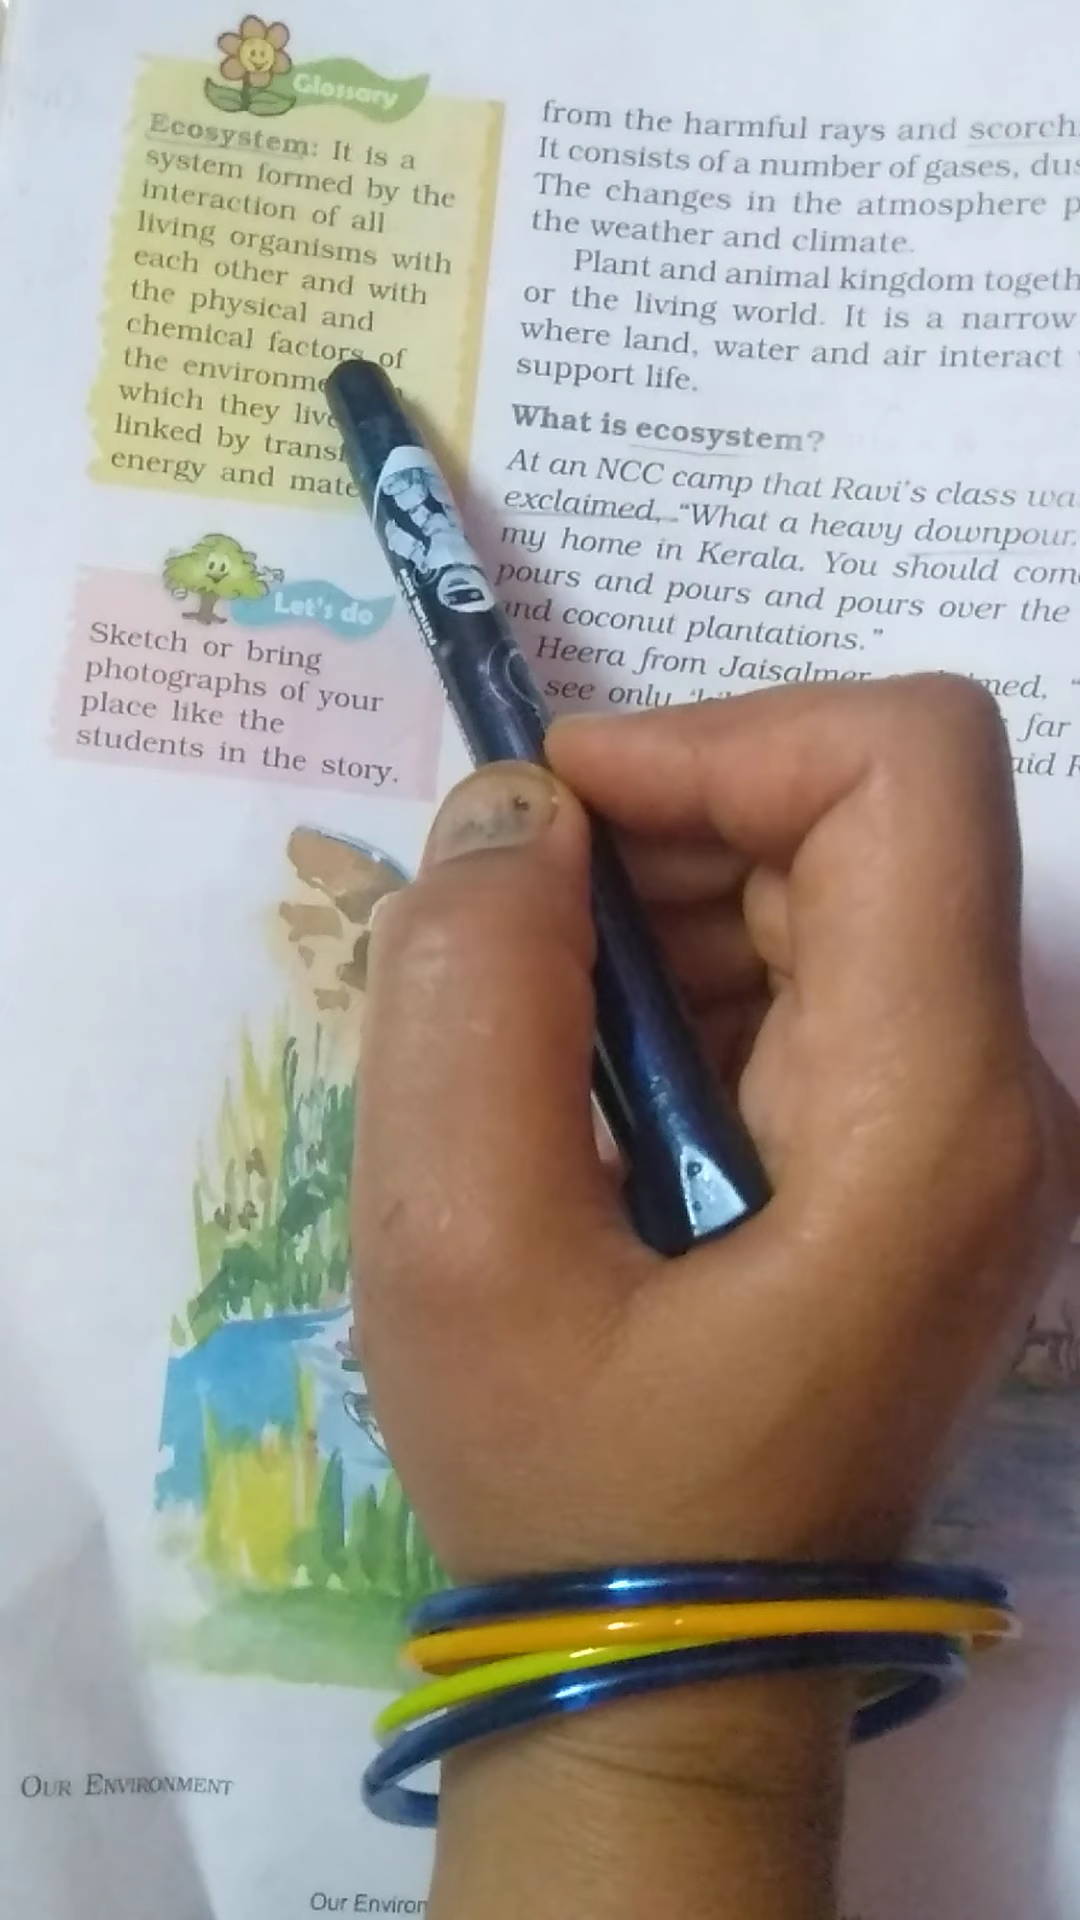 Glossary
Ecosystem: It is a
system formed by the
interaction of all
living organisms with
each other and with
the physical and
chemical factors of
the environme
which they live
linked by trans
energy and mate
Let's do
Sketch or bring
photographs of your
place like the
students in the story.
from the harmful rays and scorch
It consists of a number of gases, dus
The changes in the atmosphere p
the weather and climate.
Plant and animal kingdom togeth
or the living world. It is a narrow
where land, water and air interact
support life.
What is ecosystem?
At an NCC camp that Ravi's class wa
exclaimed, "What a heavy downpour.
my home in Kerala. You should com
pours and pours and pours over the
and coconut plantations."
Heera from Jaisalmer med, "
see only far
aid R
OUR ENVIRONMENT
Our Environ